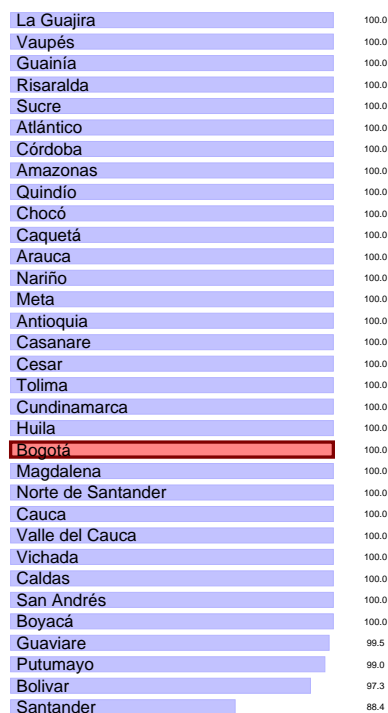 La Guajira 100.0
Vaupés 100.0
Guainía 100.0
Risaralda 100.0
Sucre 100.0
Atlántico 100.0
Córdoba 100.0
Amazonas 100.0
Quindío 100.0
Chocó 100.0
Caquetá 100.0
Arauca 100.0
Nariño 100.0
Meta 100.0
Antioquia 100.0
Casanare 100.0
Cesar 100.0
Tolima 100.0
Cundinamarca 100.0
Huila 100.0
Bogotá 100.0
Magdalena 100.0
Norte de Santander 100.0
Cauca 100.0
Valle del Cauca 100.0
Vichada 100.0
Caldas 100.0
San Andrés 100.0
Boyacá 100.0
Guaviare 99.5
Putumayo 99.0
Bolivar 97.3
Santander 88.4